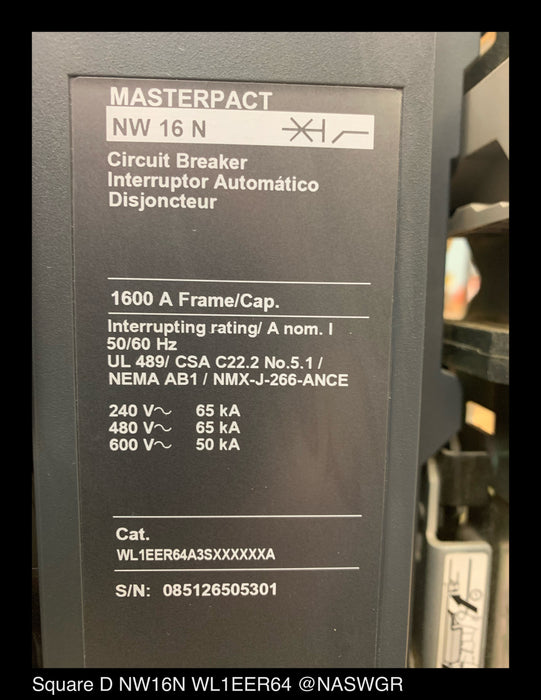 MASTERPACT
NW 16 N
Circuit Breaker
Interruptor Automático
Disjoncteur
1600 A Frame/Cap.
Interrupting rating/ A nom. I
50/60 Hz
UL 489/ CSA C22.2 No.5.1 /
NEMA AB1 / NMX-J-266-ANCE
240 V~ 65 kA
480 V~ 65 kA
600 V~ 50 kA
Cat.
WL1EER64A3SXXXXXXA
S/N: 085126505301
Square D NW16N WL1EER64 @NASWGR